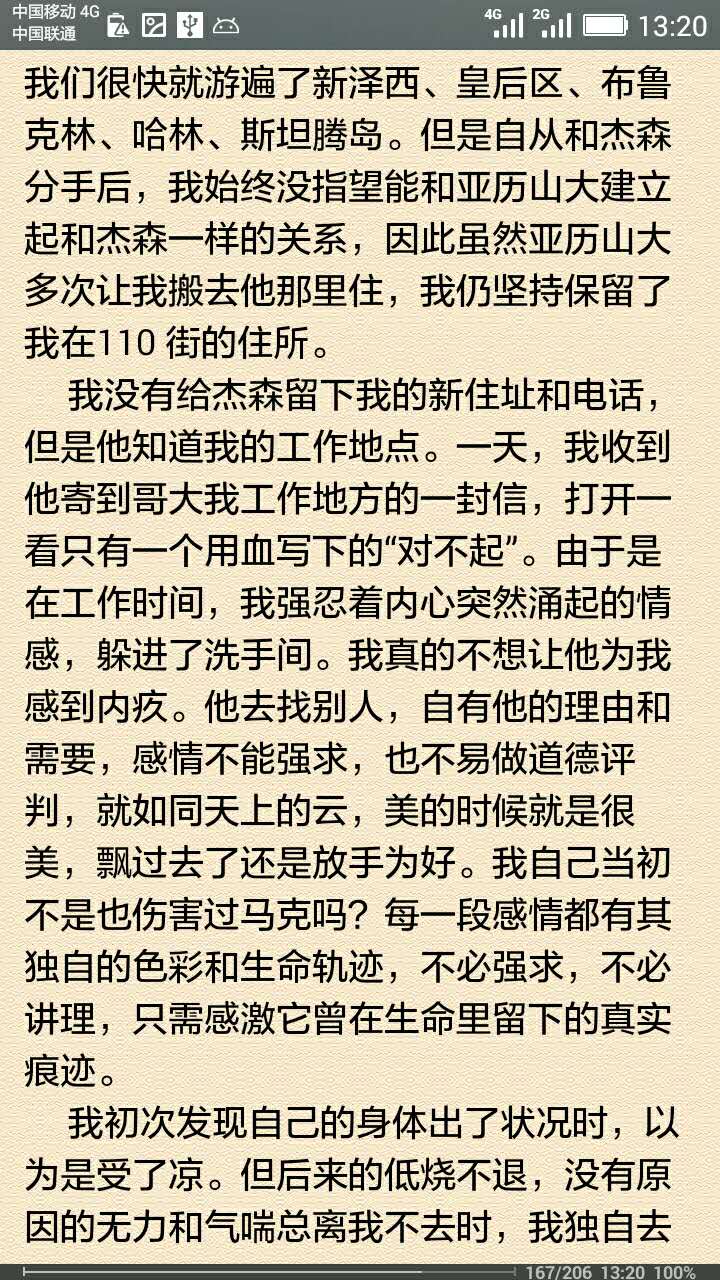 中国移动 4G
中国联通
4G 2G 13:20
我们很快就游遍了新泽西、皇后区、布鲁
克林、哈林、斯坦腾岛。但是自从和杰森
分手后，我始终没指望能和亚历山大建立
起和杰森一样的关系，因此虽然亚历山大
多次让我搬去他那里住，我仍坚持保留了
我在110 街的住所。
我没有给杰森留下我的新住址和电话，
但是他知道我的工作地点。一天，我收到
他寄到哥大我工作地方的一封信，打开一
看只有一个用血写下的“对不起”。由于是
在工作时间，我强忍着内心突然涌起的情
感，躲进了洗手间。我真的不想让他为我
感到内疚。他去找别人，自有他的理由和
需要，感情不能强求，也不易做道德评
判，就如同天上的云，美的时候就是很
美，飘过去了还是放手为好。我自己当初
不是也伤害过马克吗？每一段感情都有其
独自的色彩和生命轨迹，不必强求，不必
讲理，只需感激它曾在生命里留下的真实
痕迹。
我初次发现自己的身体出了状况时，以
为是受了凉。但后来的低烧不退，没有原
因的无力和气喘总离我不去时，我独自去
167/206 13:20 100%